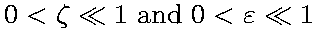 0 < ζ ≪ 1 and 0 < ε ≪ 1